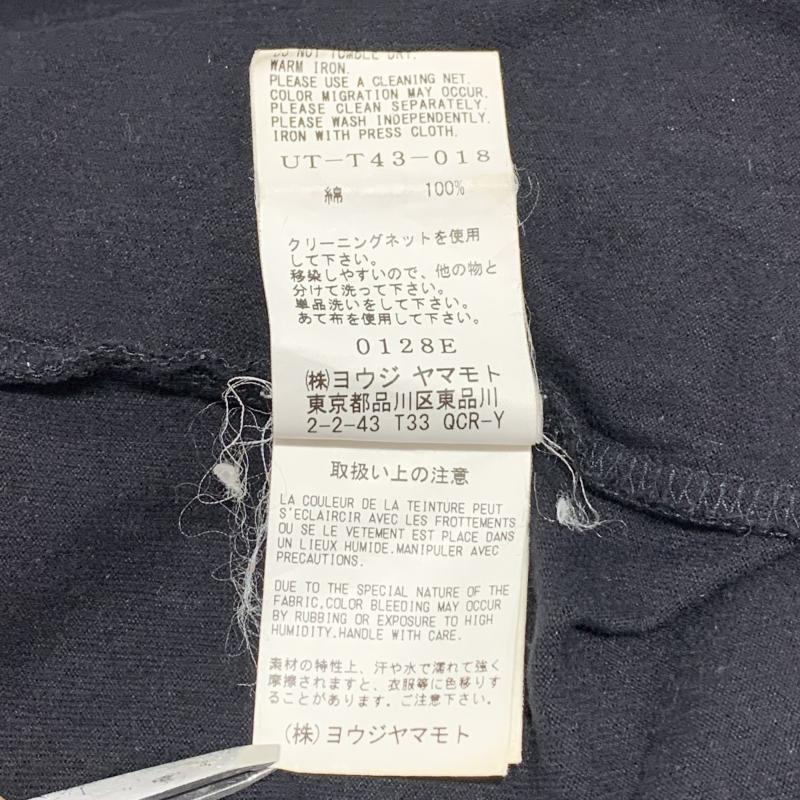 DO NOT TUMBLE DRY.
WARM IRON.
PLEASE USE A CLEANING NET.
COLOR MIGRATION MAY OCCUR.
PLEASE CLEAN SEPARATELY.
PLEASE WASH INDEPENDENTLY.
IRON WITH PRESS CLOTH.
UT-T43-018
綿 100%
クリーニングネットを使用
して下さい。
移染しやすいので、他の物と
分けて洗って下さい。
単品洗いをして下さい。
あて布を使用して下さい。
0128E
㈱ヨウジ ヤマモト
東京都品川区東品川
2-2-43 T33 QCR-Y
取扱い上の注意
LA COULEUR DE LA TEINTURE PEUT
S'ECLAIRCIR AVEC LES FROTTEMENTS
OU SE LE VETEMENT EST PLACE DANS
UN LIEUX HUMIDE.MANIPULER AVEC
PRECAUTIONS.
DUE TO THE SPECIAL NATURE OF THE
FABRIC,COLOR BLEEDING MAY OCCUR
BY RUBBING OR EXPOSURE TO HIGH
HUMIDITY.HANDLE WITH CARE.
素材の特性上、汗や水で濡れて強く
摩擦されますと、衣服等に色移りす
ることがあります。ご注意下さい。
(株)ヨウジヤマモト